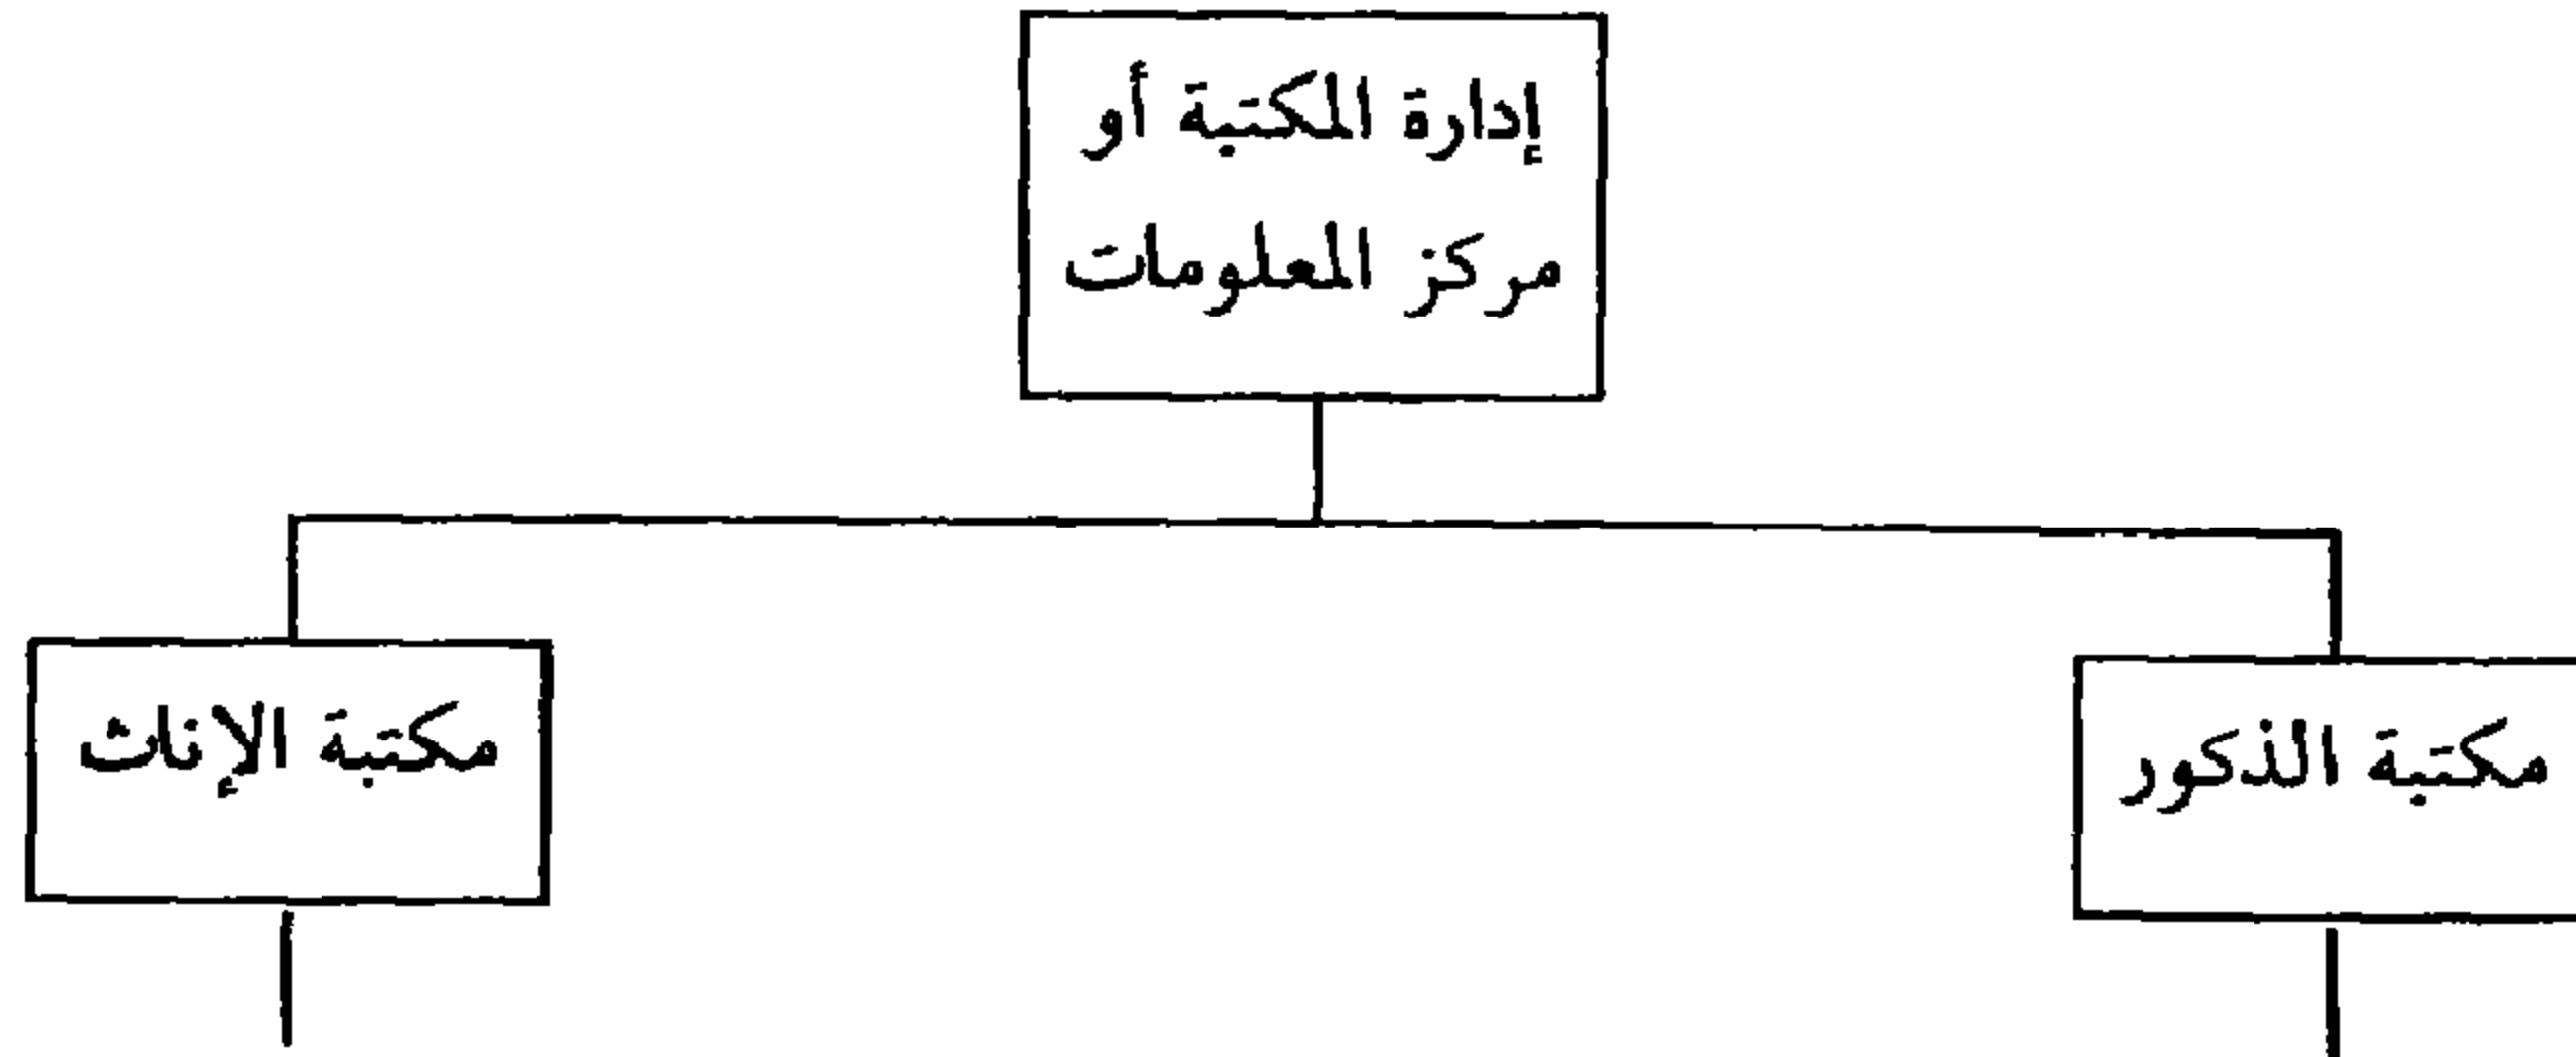 إدارة المكتبة أو
مركز المعلومات
مكتبة الذكور
مكتبة الإناث